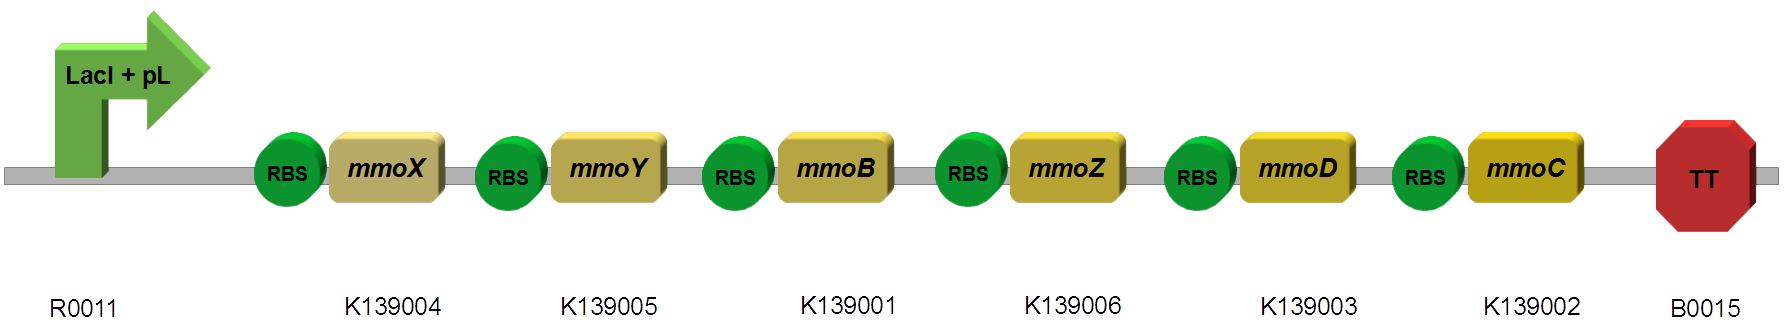 LacI + pL
RBS mmoX RBS mmoY RBS mmoB RBS mmoZ RBS mmoD RBS mmoC TT
R0011 K139004 K139005 K139001 K139006 K139003 K139002 B0015